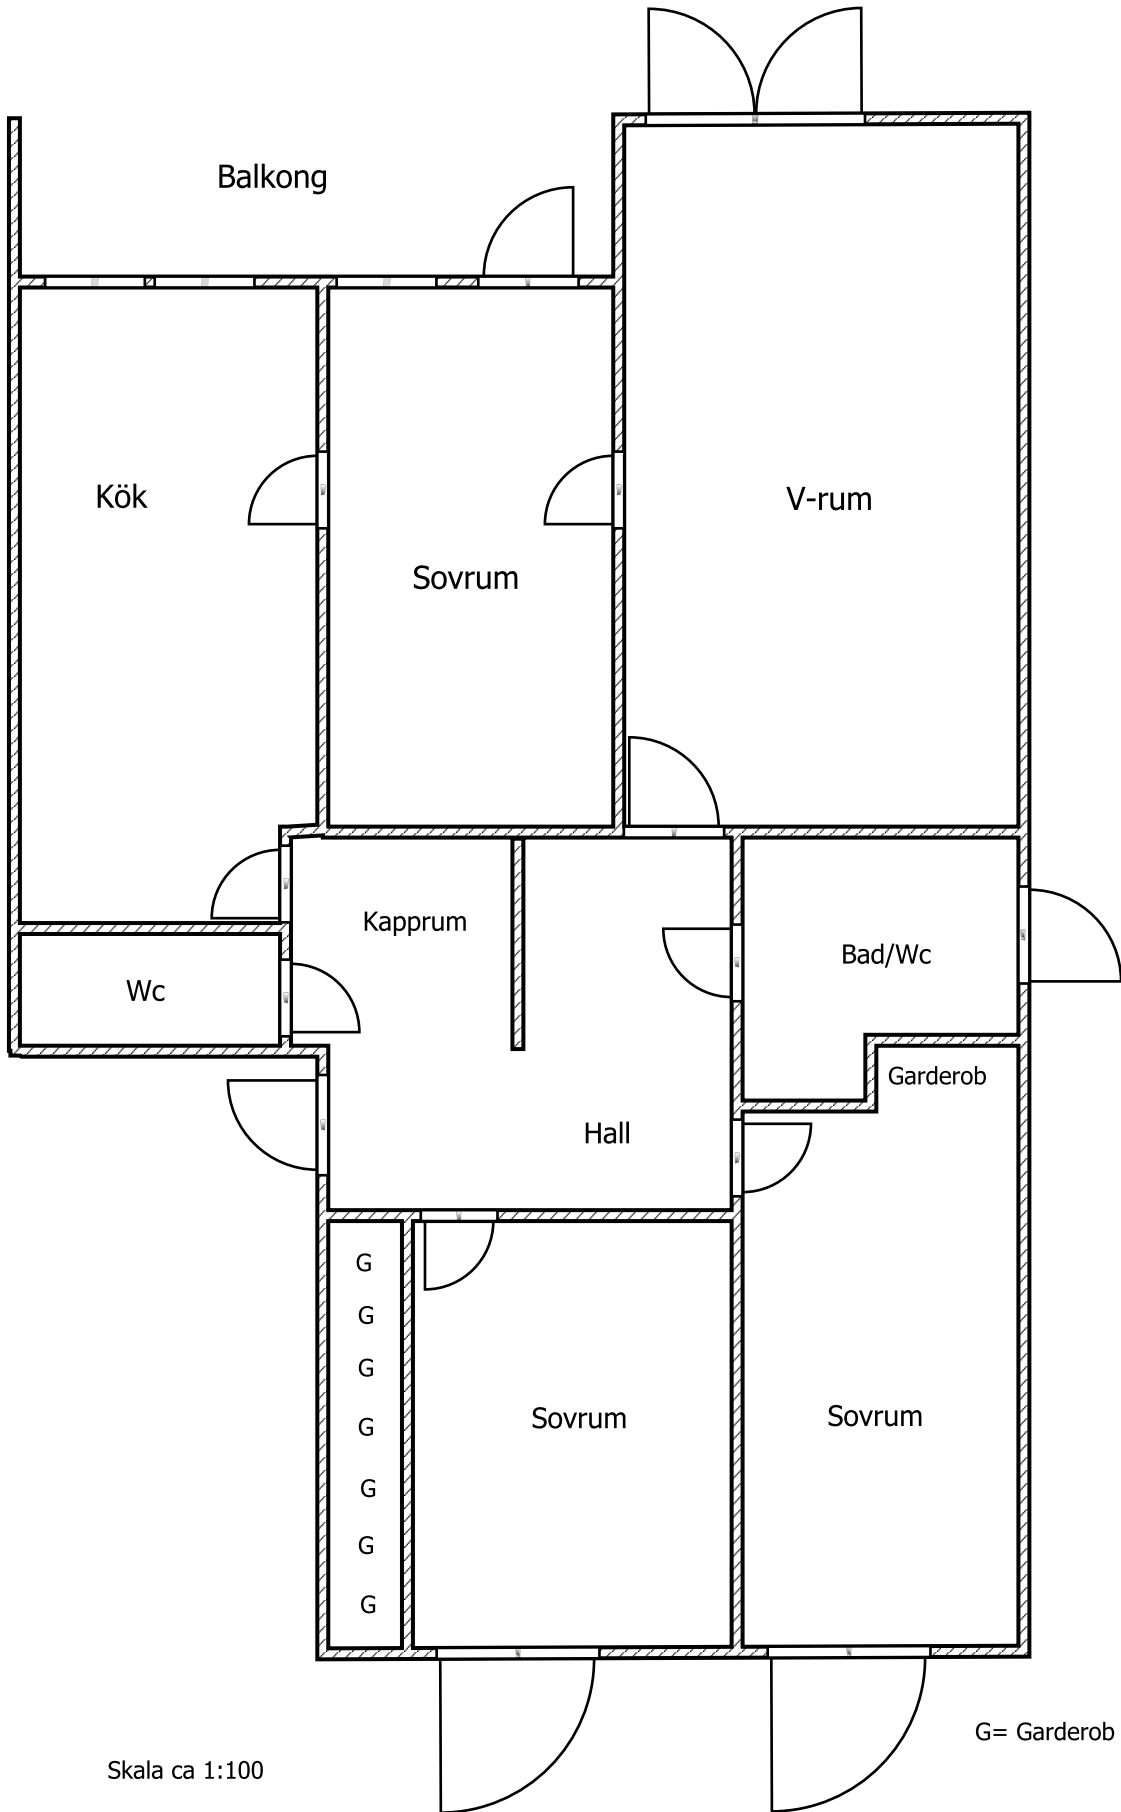 Balkong
Kök
V-rum
Sovrum
Kapprum
Bad/Wc
Wc
Garderob
Hall
G
G
G
G
G
G
G
Sovrum
Sovrum
G= Garderob
Skala ca 1:100